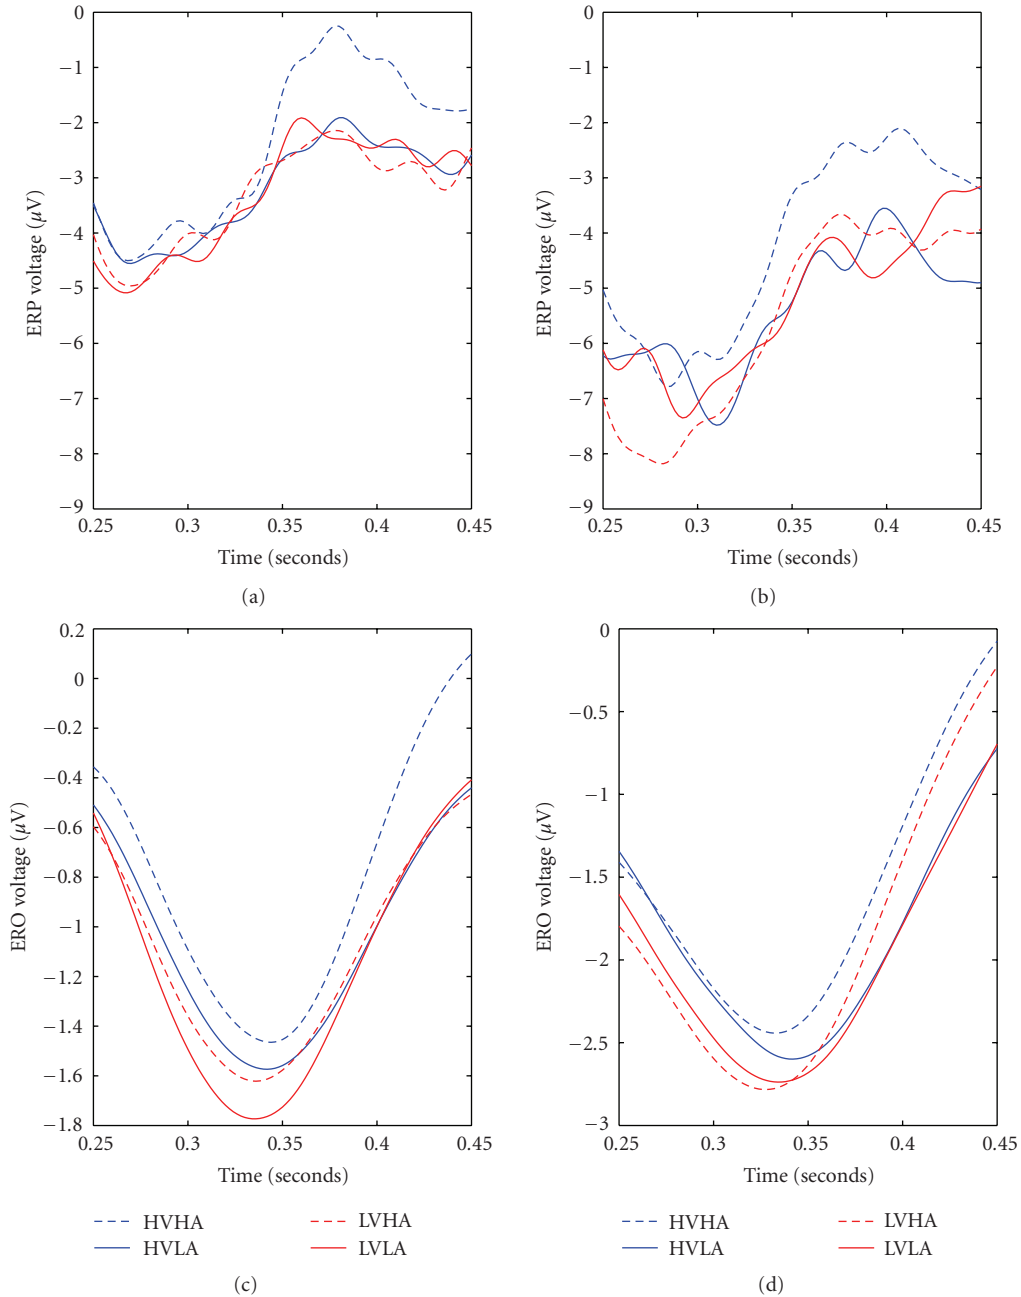 0
−1
−2
−3
−4
−5
−6
−7
−8
−9
ERP voltage (μV)
0.25 0.3 0.35 0.4 0.45
Time (seconds)
(a)
0
−1
−2
−3
−4
−5
−6
−7
−8
−9
ERP voltage (μV)
0.25 0.3 0.35 0.4 0.45
Time (seconds)
(b)
0.2
0
−0.2
−0.4
−0.6
−0.8
−1
−1.2
−1.4
−1.6
−1.8
ERO voltage (μV)
0.25 0.3 0.35 0.4 0.45
Time (seconds)
HVHA LVHA
HVLA LVLA
(c)
0
−0.5
−1
−1.5
−2
−2.5
−3
ERO voltage (μV)
0.25 0.3 0.35 0.4 0.45
Time (seconds)
HVHA LVHA
HVLA LVLA
(d)